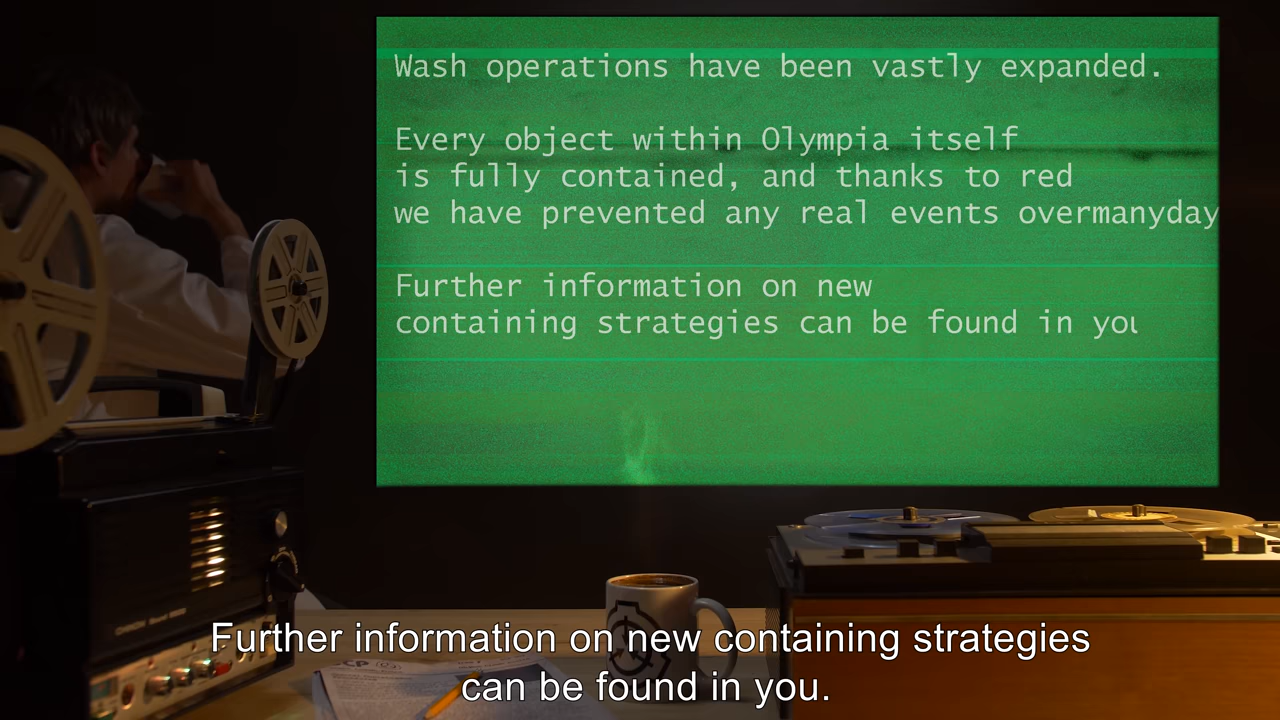 Wash operations have been vastly expanded.
Every object within Olympia itself
is fully contained, and thanks to red
we have prevented any real events overmanyday
Further information on new
containing strategies can be found in you
Further information on new containing strategies
can be found in you.